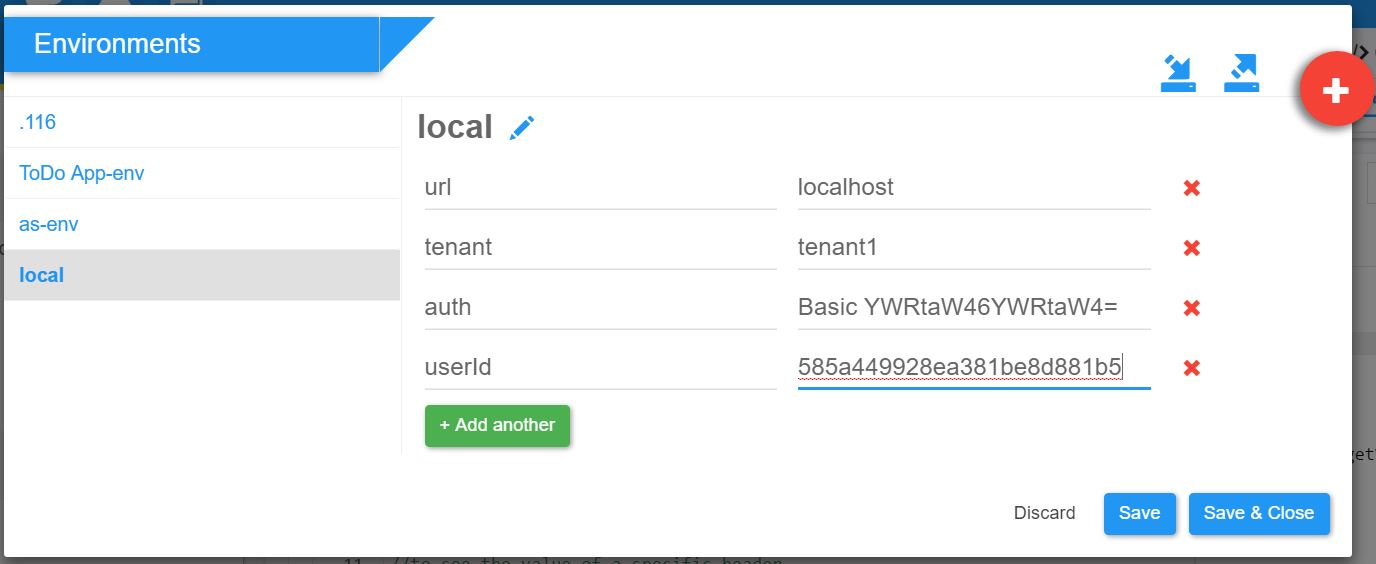 Environments
.116
ToDo App-env
as-env
local
local
url localhost
tenant tenant1
auth Basic YWRtaW46YWRtaW4=
userId 585a449928ea381be8d881b5
+ Add another
Discard Save Save & Close
11 //to see the value of a specific header